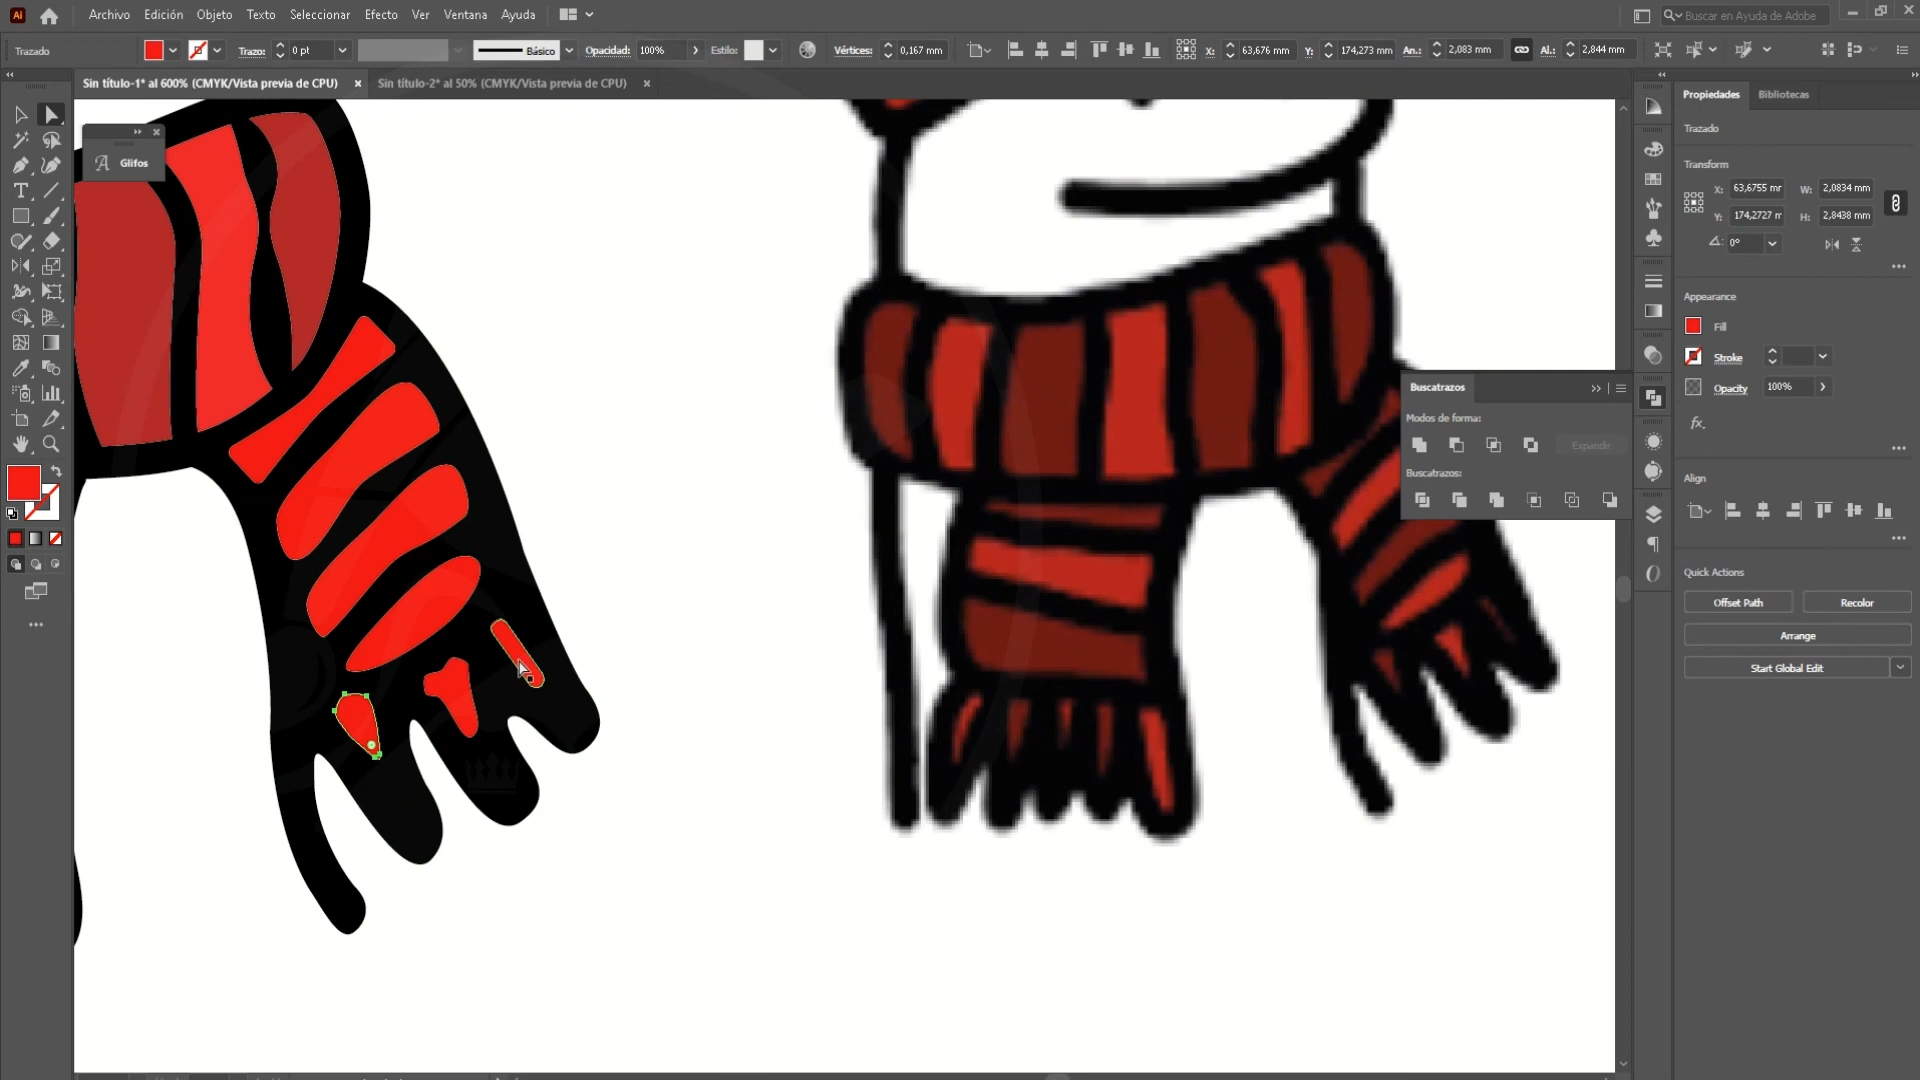 Ai Archivo Edición Objeto Texto Seleccionar Efecto Ver Ventana Ayuda Buscar en Ayuda de Adobe
Trazado Trazo: 0 pt Básico Opacidad: 100% Estilo: Vértices: 0,167 mm X: 63,676 mm Y: 174,273 mm An.: 2,083 mm Al.: 2,844 mm
Sin título-1* al 600% (CMYK/Vista previa de CPU) × Sin título-2* al 50% (CMYK/Vista previa de CPU) ×
Propiedades Bibliotecas
Trazado
A Glifos
Transform
X: 63,6755 mr W: 2,0834 mm
Y: 174,2727 r H: 2,8438 mm
0°
Appearance
Fill
Stroke
Opacity 100%
fx.
Buscatrazos
Modos de forma:
Expandir
Buscatrazos:
Align
Quick Actions
Offset Path Recolor
Arrange
Start Global Edit